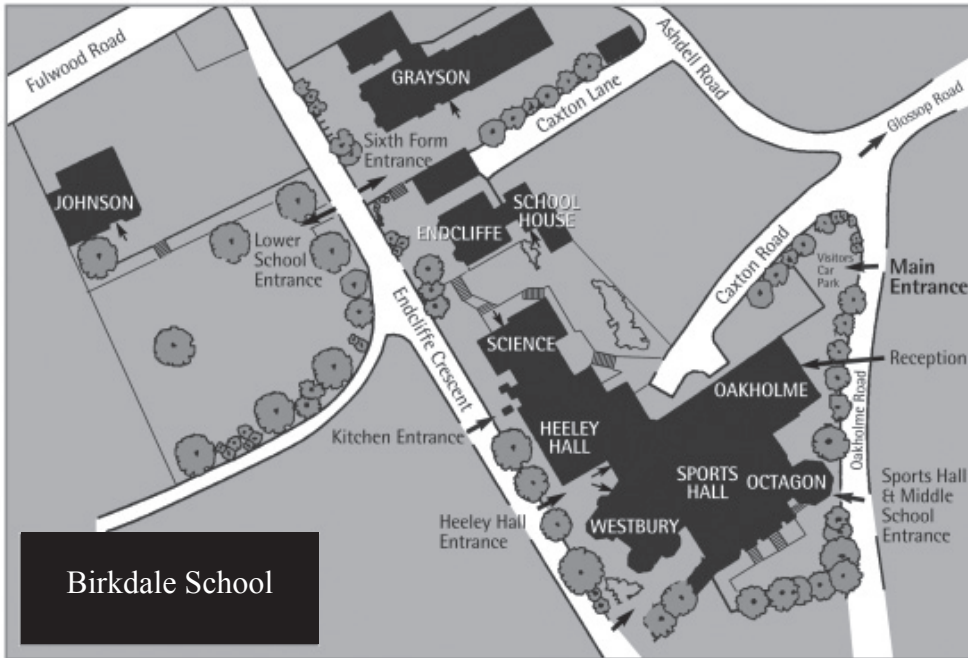 Fulwood Road
GRAYSON
Ashdell Road
Glossop Road
Caxton Lane
Sixth Form
Entrance
JOHNSON
SCHOOL
HOUSE
ENDCLIFFE
Lower
School
Entrance
Caxton Road
Visitors
Car
Park
Main
Entrance
Endcliffe Crescent
SCIENCE
Reception
OAKHOLME
Oakholme Road
Kitchen Entrance
HEELEY
HALL
SPORTS
HALL
OCTAGON
Sports Hall
& Middle
School
Entrance
Heeley Hall
Entrance
WESTBURY
Birkdale School